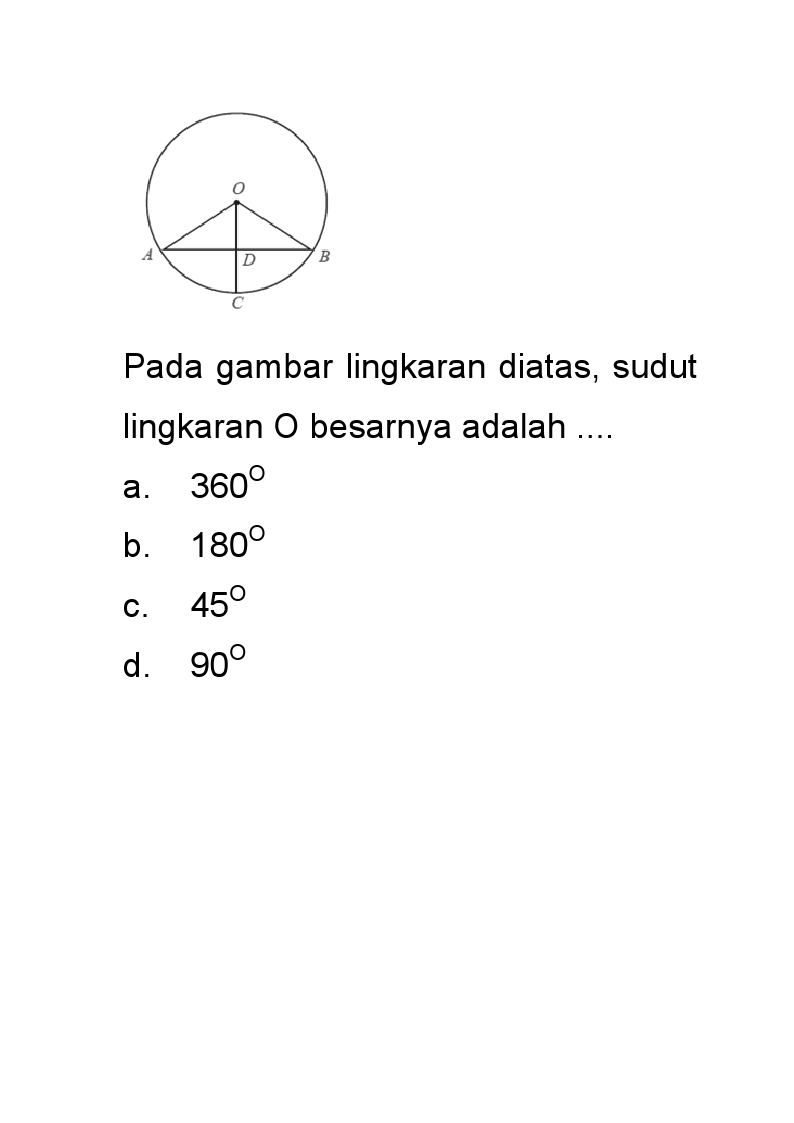 O
A
D
B
C
Pada gambar lingkaran diatas, sudut
lingkaran O besarnya adalah ....
a. 360^O
b. 180^O
c. 45^O
d. 90^O